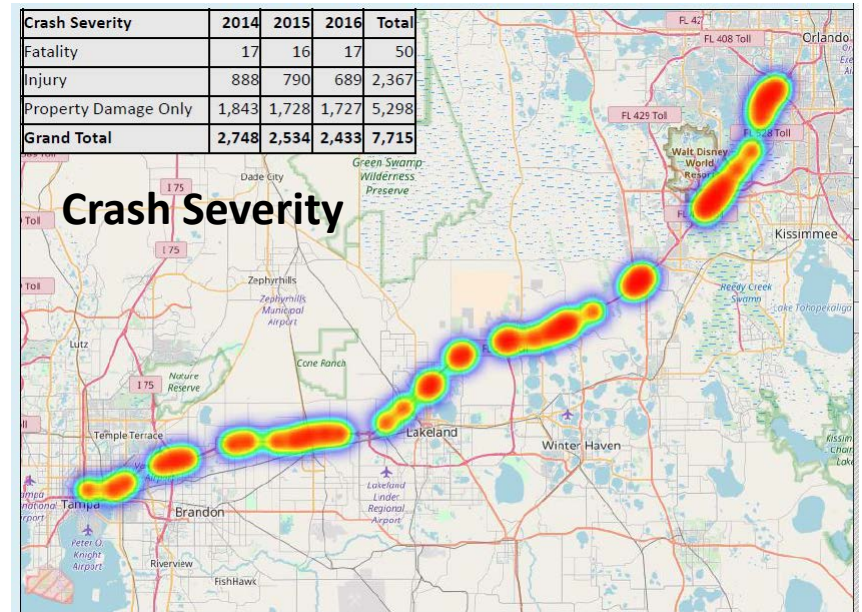 Crash Severity 2014 2015 2016 Total
Fatality 17 16 17 50
Injury 888 790 689 2,367
Property Damage Only 1,843 1,728 1,727 5,298
Grand Total 2,748 2,534 2,433 7,715
FL 408 Toll
Orlando
FL 429 Toll
FL 528 Toll
Walt Disney
World
Green Swamp
Wilderness
Preserve
Dade City
I 75
Toll
Crash Severity
Kissimmee
I 75
Toll
Zephyrhills
Zephyrhills
Municipal
Airport
Reedy Creek
Swamp
Lake Tohopekaliga
Lutz
Cone Ranch
I 75
Nature
Reserve
Temple Terrace
Lakeland
Winter Haven
Lakeland
Linder
Regional
Airport
Tampa
Brandon
Peter O.
Knight
Airport
Riverview
FishHawk